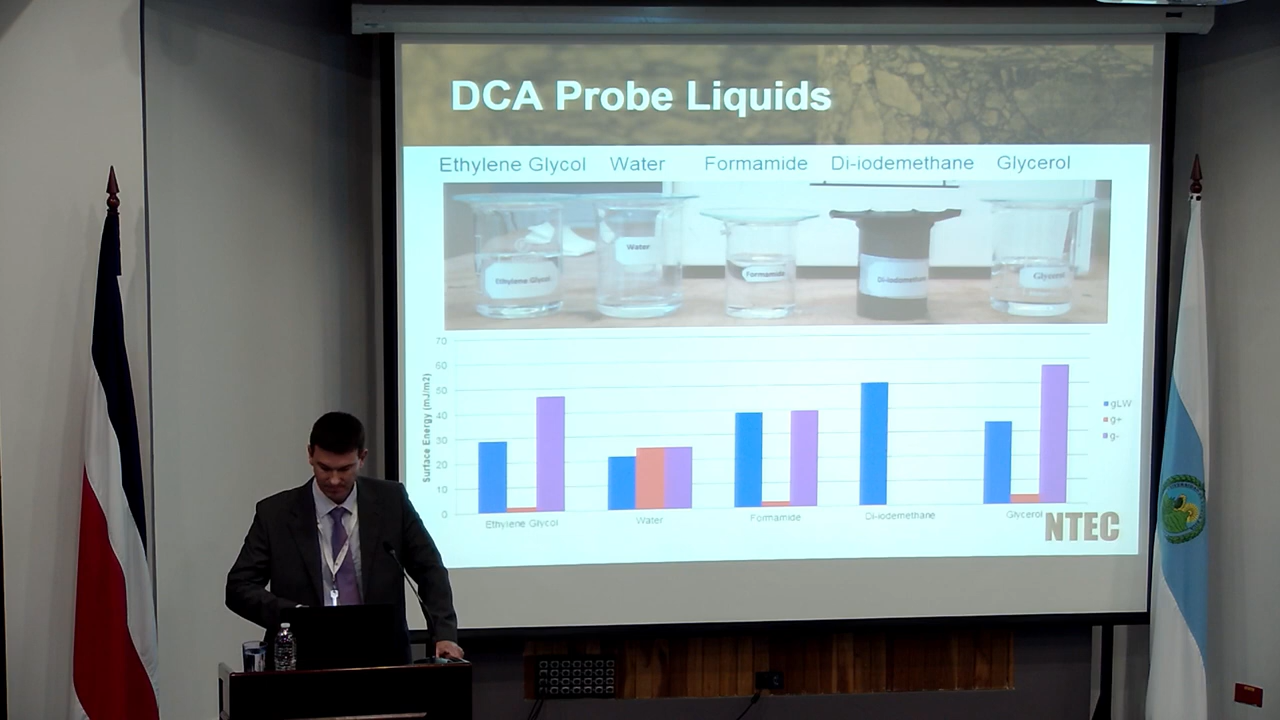 DCA Probe Liquids
Ethylene Glycol Water Formamide Di-iodemethane Glycerol
Ethylene Glycol
Water
Formamide
Di-iodemethane
Glycerol
Surface Energy (mJ/m2)
70
60
50
40
30
20
10
0
gLW
g+
g-
Ethylene Glycol Water Formamide Di-iodemethane Glycerol
NTEC